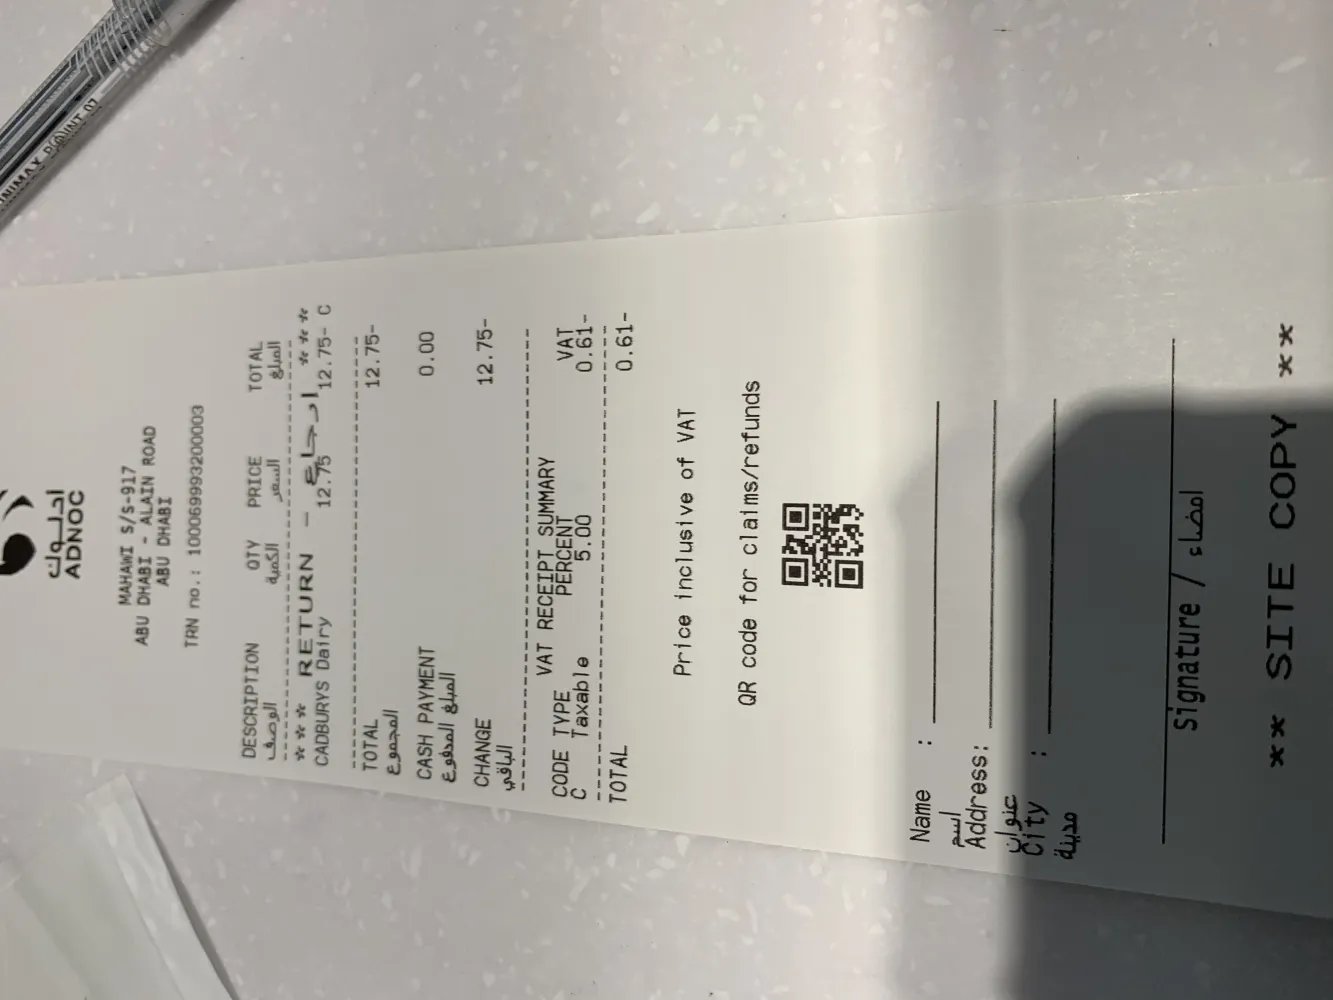 UNIMAX P@INT 07
ادنوك
ADNOC
MAHAWI S/S-917
ABU DHABI - ALAIN ROAD
ABU DHABI
TRN no.: 100069993200003
DESCRIPTION QTY PRICE TOTAL
الوصف الكمية السعر المبلغ
*** RETURN - ارجاع ***
CADBURYS Dairy 12.75 12.75- C
TOTAL 12.75-
المجموع
CASH PAYMENT 0.00
المبلغ المدفوع
CHANGE 12.75-
الباقي
VAT RECEIPT SUMMARY
CODE TYPE PERCENT VAT
C Taxable 5.00 0.61-
TOTAL 0.61-
Price inclusive of VAT
QR code for claims/refunds
Name :
اسم
Address:
عنوان
City :
مدينة
Signature / امضاء
** SITE COPY **